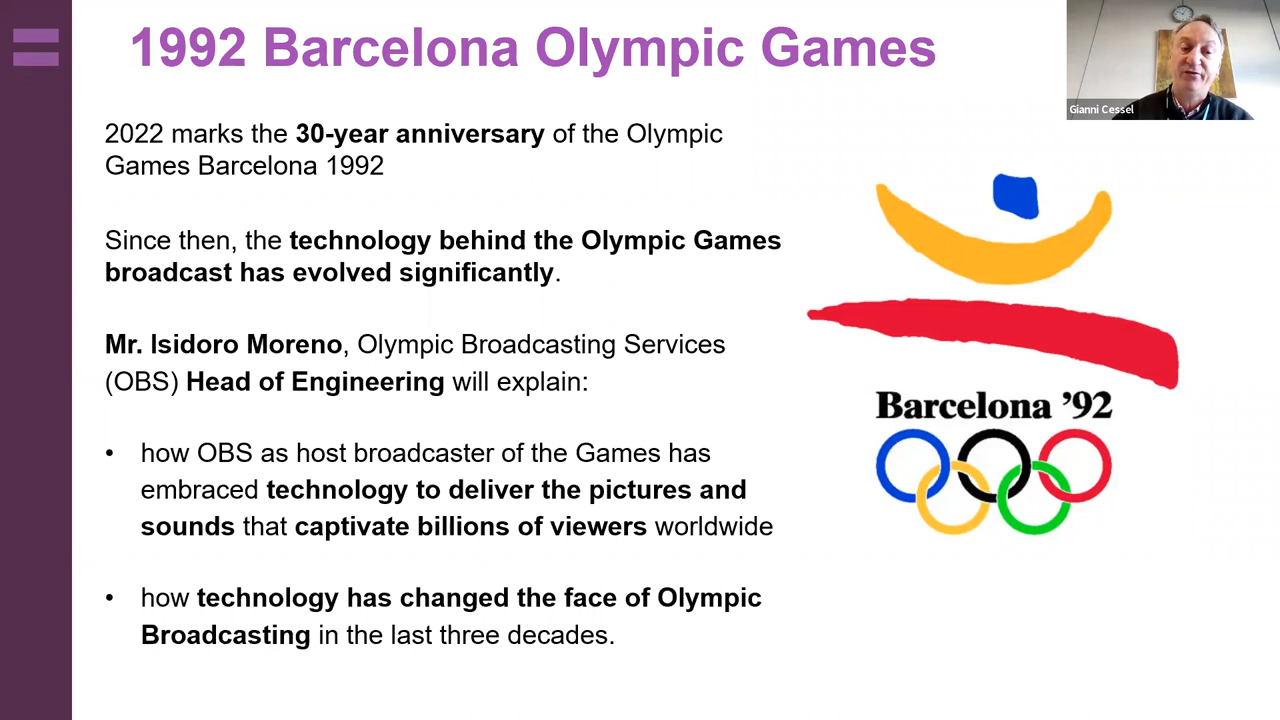 1992 Barcelona Olympic Games
Gianni Cessel
2022 marks the 30-year anniversary of the Olympic
Games Barcelona 1992
Since then, the technology behind the Olympic Games
broadcast has evolved significantly.
Mr. Isidoro Moreno, Olympic Broadcasting Services
(OBS) Head of Engineering will explain:
• how OBS as host broadcaster of the Games has
embraced technology to deliver the pictures and
sounds that captivate billions of viewers worldwide
• how technology has changed the face of Olympic
Broadcasting in the last three decades.
Barcelona ’92